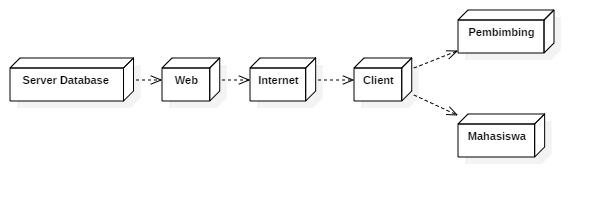 Pembimbing
Server Database
Web
Internet
Client
Mahasiswa